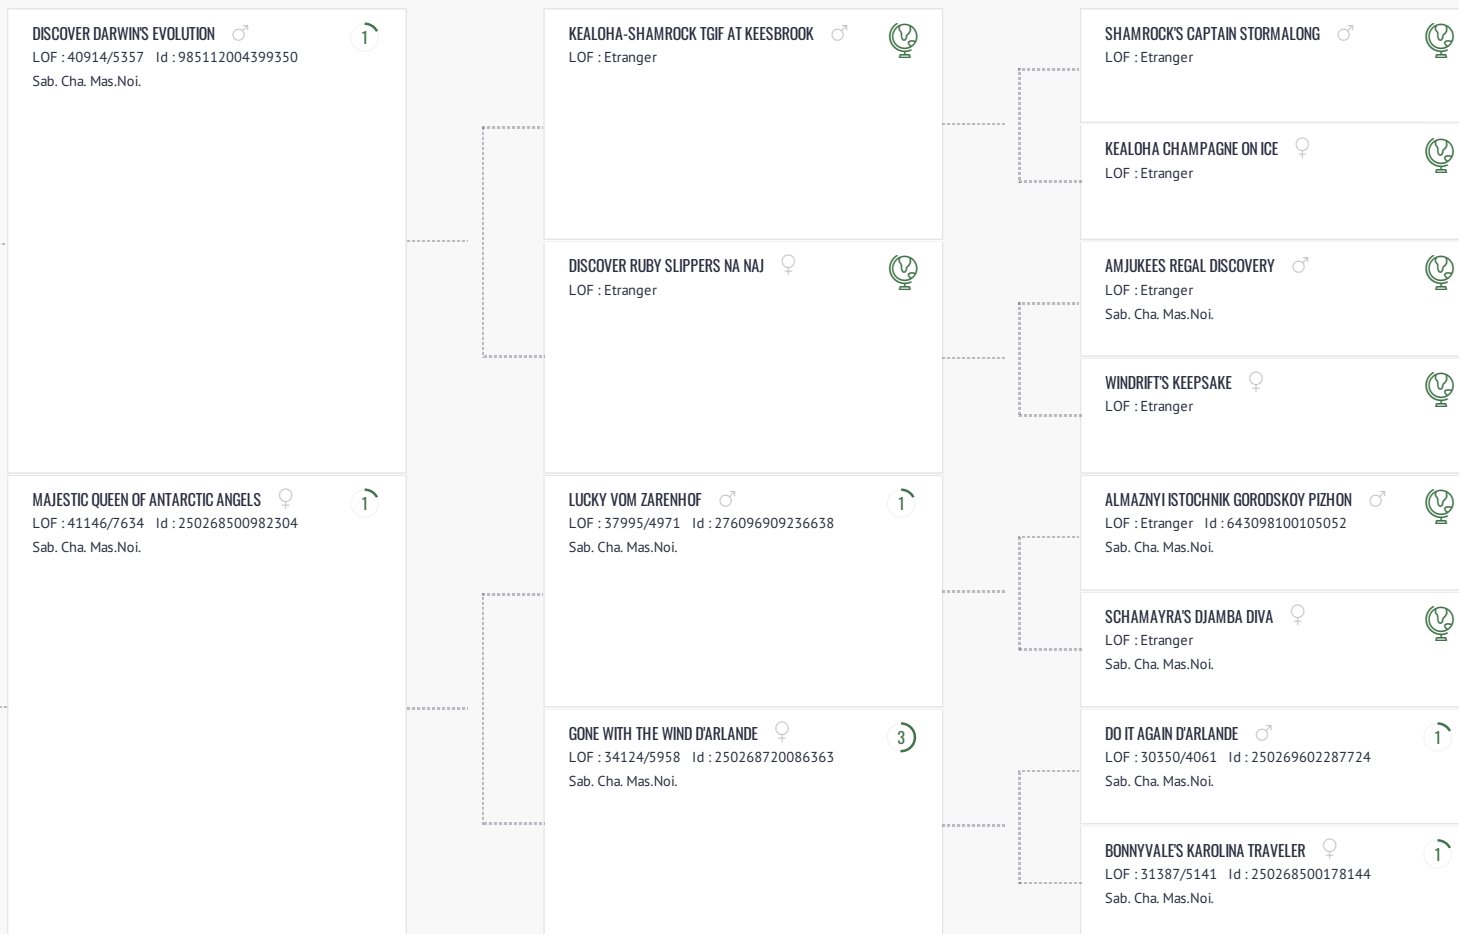 DISCOVER DARWIN'S EVOLUTION
1
LOF : 40914/5357 Id : 985112004399350
Sab. Cha. Mas.Noi.
MAJESTIC QUEEN OF ANTARCTIC ANGELS
1
LOF : 41146/7634 Id : 250268500982304
Sab. Cha. Mas.Noi.
KEALOHA-SHAMROCK TGIF AT KEESBROOK
LOF : Etranger
DISCOVER RUBY SLIPPERS NA NAJ
LOF : Etranger
LUCKY VOM ZARENHOF
1
LOF : 37995/4971 Id : 276096909236638
Sab. Cha. Mas.Noi.
GONE WITH THE WIND D'ARLANDE
3
LOF : 34124/5958 Id : 250268720086363
Sab. Cha. Mas.Noi.
SHAMROCK'S CAPTAIN STORMALONG
LOF : Etranger
KEALOHA CHAMPAGNE ON ICE
LOF : Etranger
AMJUKEES REGAL DISCOVERY
LOF : Etranger
Sab. Cha. Mas.Noi.
WINDRIFT'S KEEPSAKE
LOF : Etranger
ALMAZNYI ISTOCHNIK GORODSKOY PIZHON
LOF : Etranger Id : 643098100105052
Sab. Cha. Mas.Noi.
SCHAMAYRA'S DJAMBA DIVA
LOF : Etranger
Sab. Cha. Mas.Noi.
DO IT AGAIN D'ARLANDE
1
LOF : 30350/4061 Id : 250269602287724
Sab. Cha. Mas.Noi.
BONNYVALE'S KAROLINA TRAVELER
1
LOF : 31387/5141 Id : 250268500178144
Sab. Cha. Mas.Noi.